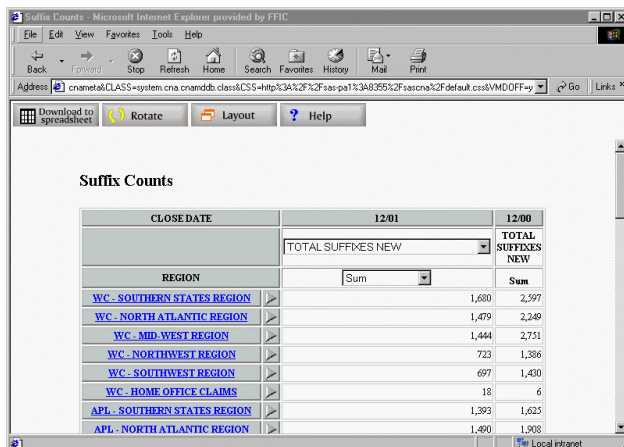 Suffix Counts - Microsoft Internet Explorer provided by FFIC
File Edit View Favorites Tools Help
Back Forward Stop Refresh Home Search Favorites History Mail Print
Address cnameta&CLASS=system.cna.cnamddb.class&CSS=http%3A%2F%2Fsas-pa1%3A8355%2Fsascna%2Fdefault.css&VMDOFF=y Go Links »
Download to spreadsheet Rotate Layout ? Help
Suffix Counts
CLOSE DATE 12/01 12/00
TOTAL SUFFIXES NEW TOTAL SUFFIXES NEW
REGION Sum Sum
WC - SOUTHERN STATES REGION 1,680 2,597
WC - NORTH ATLANTIC REGION 1,479 2,249
WC - MID-WEST REGION 1,444 2,751
WC - NORTHWEST REGION 723 1,386
WC - SOUTHWEST REGION 697 1,430
WC - HOME OFFICE CLAIMS 18 6
APL - SOUTHERN STATES REGION 1,393 1,625
APL - NORTH ATLANTIC REGION 1,490 1,908
Local intranet